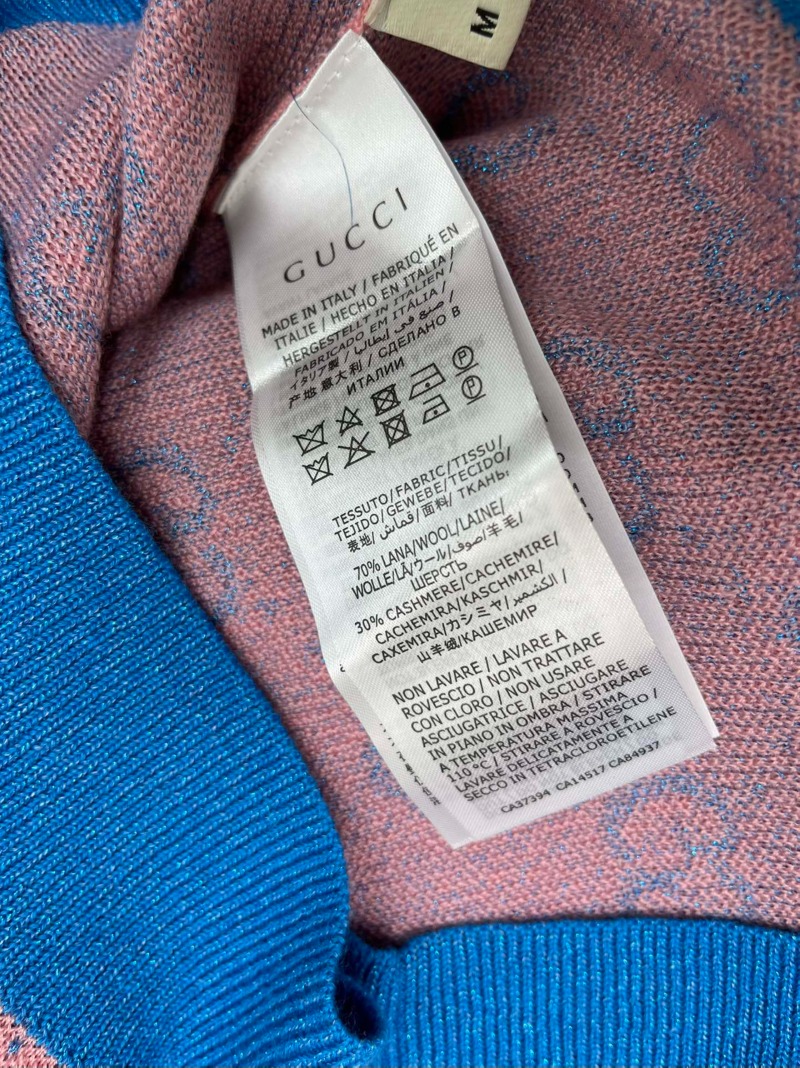 M
GUCCI
MADE IN ITALY / FABRIQUÉ EN
ITALIE / HECHO EN ITALIA /
HERGESTELLT IN ITALIEN /
FABRICADO EM ITÁLIA /
イタリア製 / صنع في إيطاليا /
产地 意大利 / СДЕЛАНО В
ИТАЛИИ
P
P
TESSUTO/FABRIC/TISSU/
TEJIDO/GEWEBE/TECIDO/
表地/ قماش/ 面料/ ТКАНЬ:
70% LANA/WOOL/LAINE/
WOLLE/LÃ/ウール/صوف/羊毛/
ШЕРСТЬ
30% CASHMERE/CACHEMIRE/
CACHEMIRA/KASCHMIR/
CAXEMIRA/カシミヤ/الكشمير/
山羊绒/КАШЕМИР
NON LAVARE / LAVARE A
ROVESCIO / NON TRATTARE
CON CLORO / NON USARE
ASCIUGATRICE / ASCIUGARE
IN PIANO IN OMBRA / STIRARE
A TEMPERATURA MASSIMA
110 °C / STIRARE A ROVESCIO /
LAVARE DELICATAMENTE A
SECCO IN TETRACLOROETILENE
CA37394 CA14517 CA84937